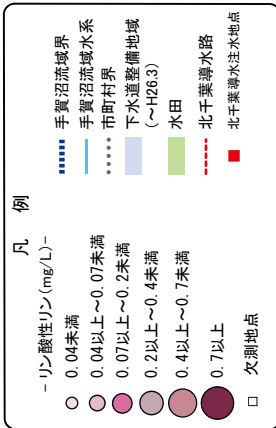 凡 例
- リン酸性リン(mg/L)-
0.04未満
0.04以上~0.07未満
0.07以上~0.2未満
0.2以上~0.4未満
0.4以上~0.7未満
0.7以上
欠測地点
手賀沼流域界
手賀沼流域水系
市町村界
下水道整備地域
(~H26.3)
水田
北千葉導水路
北千葉導水注水地点